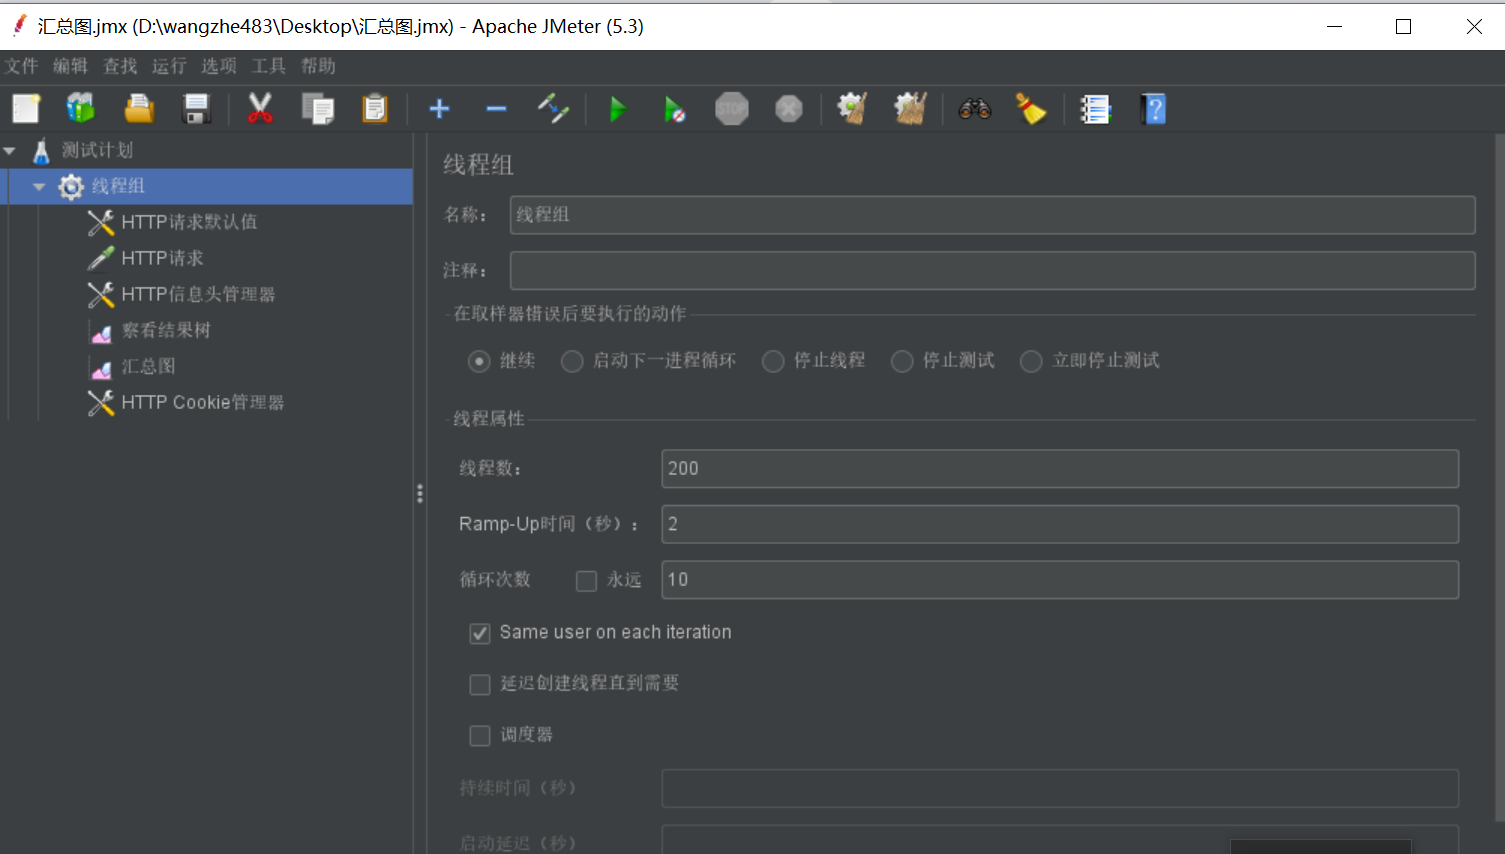 汇总图.jmx (D:\wangzhe483\Desktop\汇总图.jmx) - Apache JMeter (5.3)
文件 编辑 查找 运行 选项 工具 帮助
STOP
测试计划
线程组
HTTP请求默认值
HTTP请求
HTTP信息头管理器
察看结果树
汇总图
HTTP Cookie管理器
线程组
名称： 线程组
注释：
在取样器错误后要执行的动作
继续 启动下一进程循环 停止线程 停止测试 立即停止测试
线程属性
线程数： 200
Ramp-Up时间（秒）： 2
循环次数 永远 10
Same user on each iteration
延迟创建线程直到需要
调度器
持续时间（秒）
启动延迟（秒）